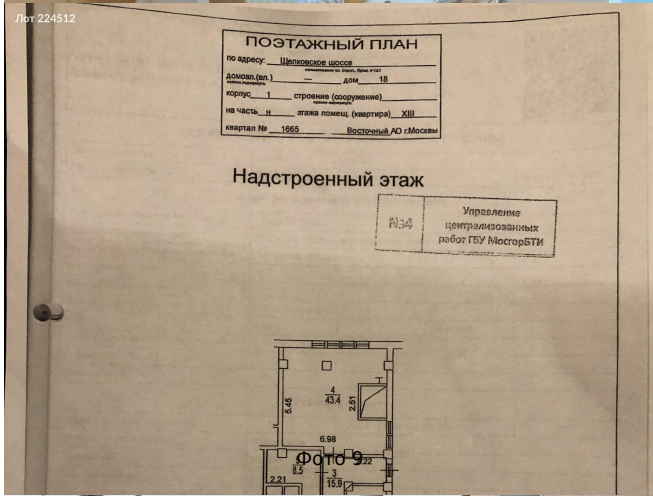 Лот 224512
ПОЭТАЖНЫЙ ПЛАН
по адресу: Щелковское шоссе
домовл.(вл.) --- дом 18
корпус 1 строение (сооружение)
на часть н этажа помещ. (квартира) XIII
квартал № 1665 Восточный АО г.Москвы
Надстроенный этаж
№4
Управление
централизованных
работ ГБУ МосгорБТИ
4
43.4
5.45
2.51
6.98
8.5
2.21
3
15.9
Фото 9